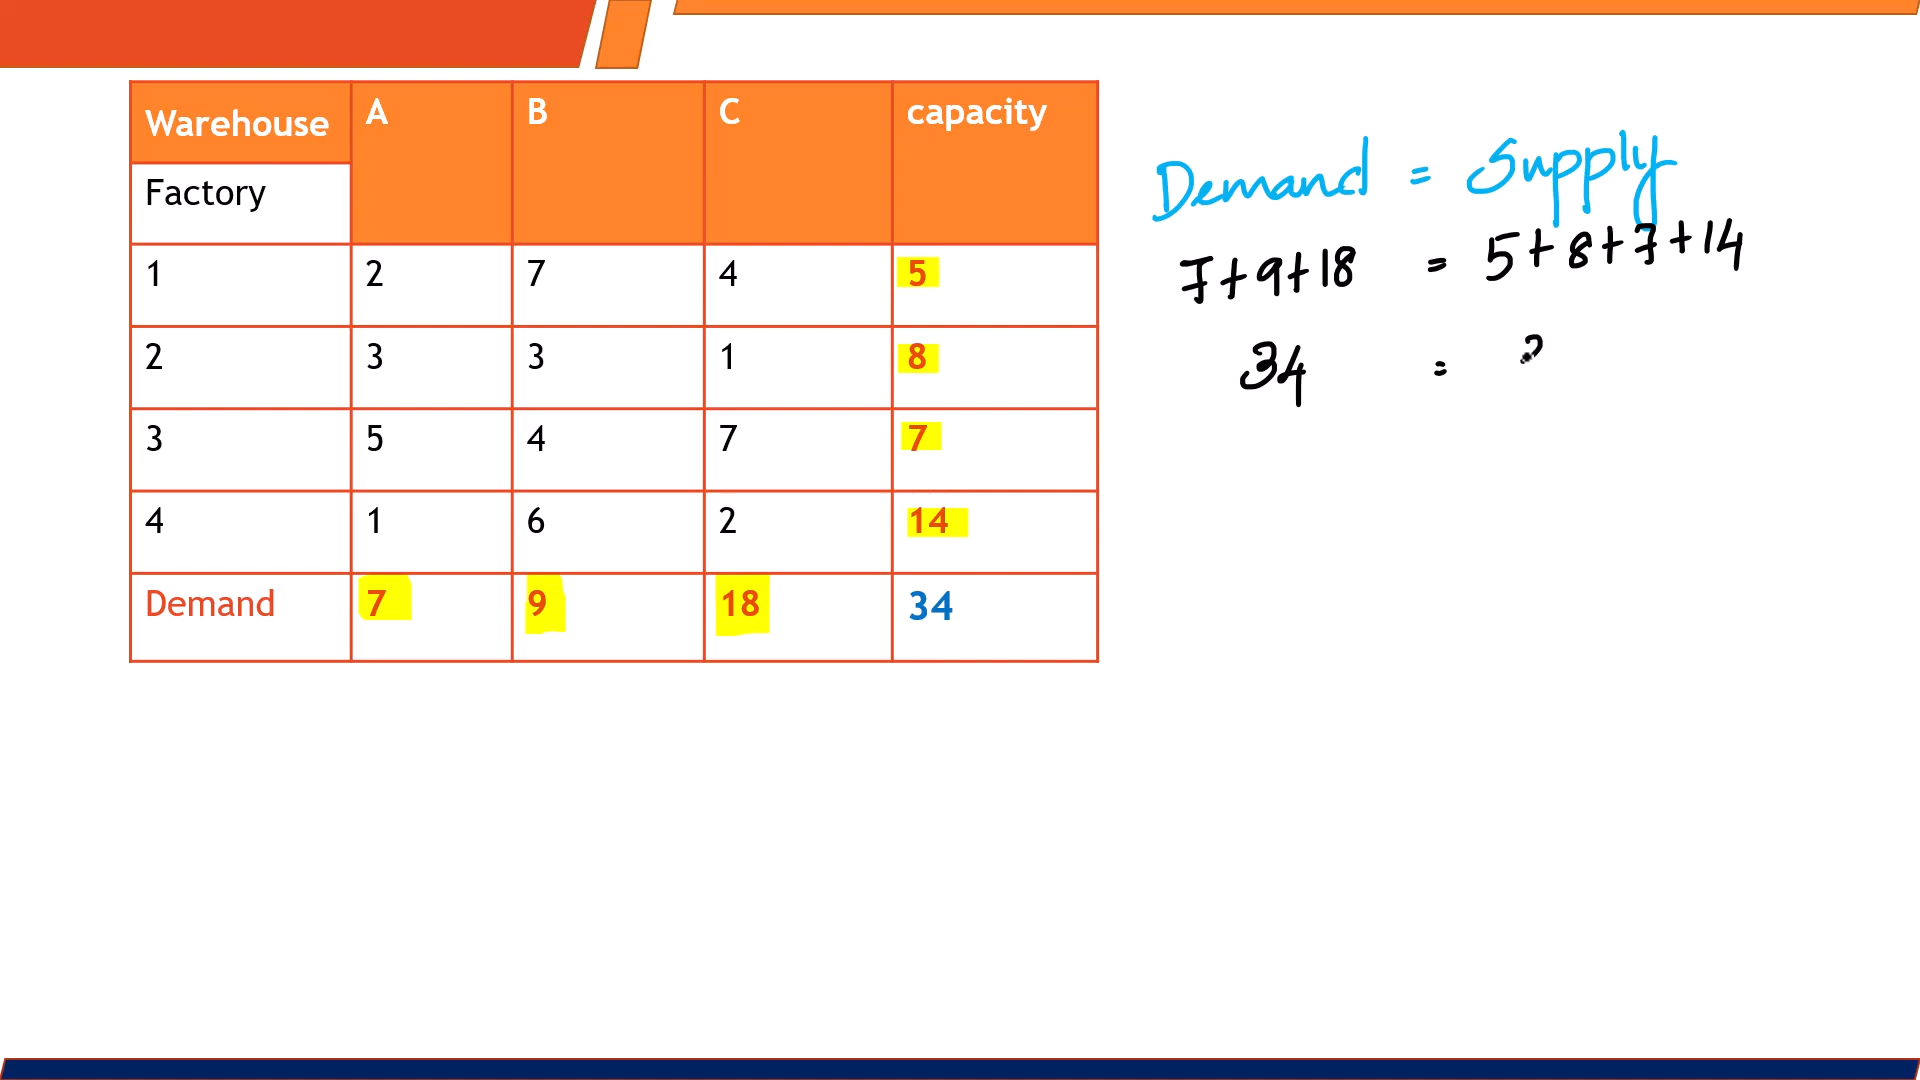 Warehouse A B C capacity
Factory
1 2 7 4 5
2 3 3 1 8
3 5 4 7 7
4 1 6 2 14
Demand 7 9 18 34
Demand = Supply
7+9+18 = 5+8+7+14
34 =